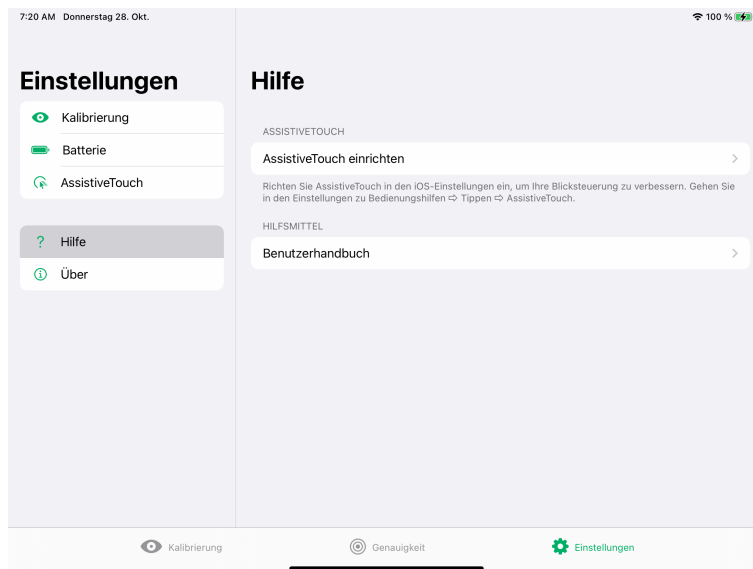 7:20 AM Donnerstag 28. Okt.
100 %
Einstellungen
Kalibrierung
Batterie
AssistiveTouch
Hilfe
Über
Hilfe
ASSISTIVETOUCH
AssistiveTouch einrichten
Richten Sie AssistiveTouch in den iOS-Einstellungen ein, um Ihre Blicksteuerung zu verbessern. Gehen Sie
in den Einstellungen zu Bedienungshilfen ⇨ Tippen ⇨ AssistiveTouch.
HILFSMITTEL
Benutzerhandbuch
Kalibrierung
Genauigkeit
Einstellungen